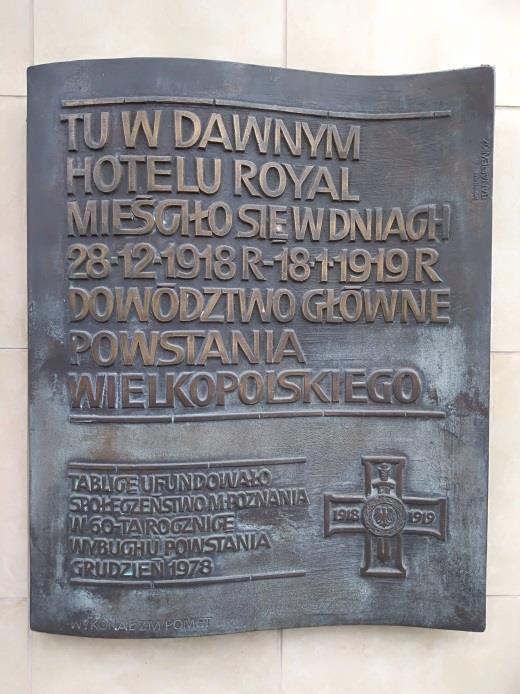 TU W DAWNYM
HOTELU ROYAL
MIEŚCIŁO SIĘ W DNIACH
28-12-1918 R-18-1-1919 R
DOWÓDZTWO GŁÓWNE
POWSTANIA
WIELKOPOLSKIEGO
TABLICĘ UFUNDOWAŁO
SPOŁECZEŃSTWO M·POZNANIA
W 60-TĄ ROCZNICĘ
WYBUCHU POWSTANIA
GRUDZIEŃ 1978
1918 1919
WYKONAŁ ZM POMET